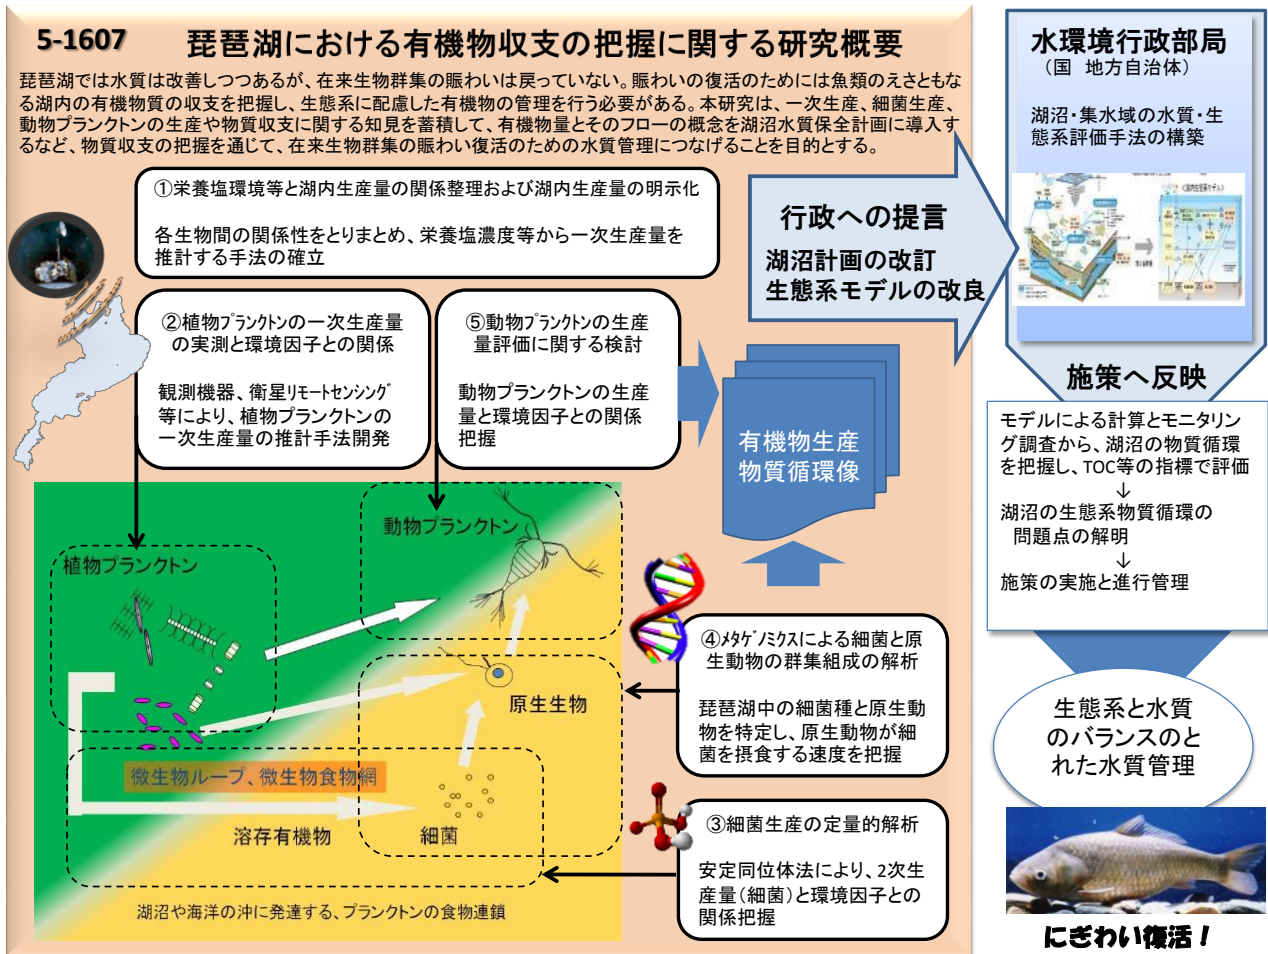 5-1607 琵琶湖における有機物収支の把握に関する研究概要
琵琶湖では水質は改善しつつあるが、在来生物群集の賑わいは戻っていない。賑わいの復活のためには魚類のえさともな
る湖内の有機物質の収支を把握し、生態系に配慮した有機物の管理を行う必要がある。本研究は、一次生産、細菌生産、
動物プランクトンの生産や物質収支に関する知見を蓄積して、有機物量とそのフローの概念を湖沼水質保全計画に導入す
るなど、物質収支の把握を通じて、在来生物群集の賑わい復活のための水質管理につなげることを目的とする。
①栄養塩環境等と湖内生産量の関係整理および湖内生産量の明示化
各生物間の関係性をとりまとめ、栄養塩濃度等から一次生産量を
推計する手法の確立
②植物プランクトンの一次生産量
の実測と環境因子との関係
観測機器、衛星リモートセンシング
等により、植物プランクトンの
一次生産量の推計手法開発
⑤動物プランクトンの生産
量評価に関する検討
動物プランクトンの生産
量と環境因子との関係
把握
行政への提言
湖沼計画の改訂
生態系モデルの改良
有機物生産
物質循環像
動物プランクトン
植物プランクトン
原生生物
微生物ループ、微生物食物網
溶存有機物
細菌
湖沼や海洋の沖に発達する、プランクトンの食物連鎖
④メタゲノミクスによる細菌と原
生動物の群集組成の解析
琵琶湖中の細菌種と原生動
物を特定し、原生動物が細
菌を摂食する速度を把握
③細菌生産の定量的解析
安定同位体法により、2次生
産量(細菌)と環境因子との
関係把握
水環境行政部局
(国 地方自治体)
湖沼・集水域の水質・生
態系評価手法の構築
施策へ反映
モデルによる計算とモニタリン
グ調査から、湖沼の物質循環
を把握し、TOC等の指標で評価
↓
湖沼の生態系物質循環の
問題点の解明
↓
施策の実施と進行管理
生態系と水質
のバランスのと
れた水質管理
にぎわい復活！